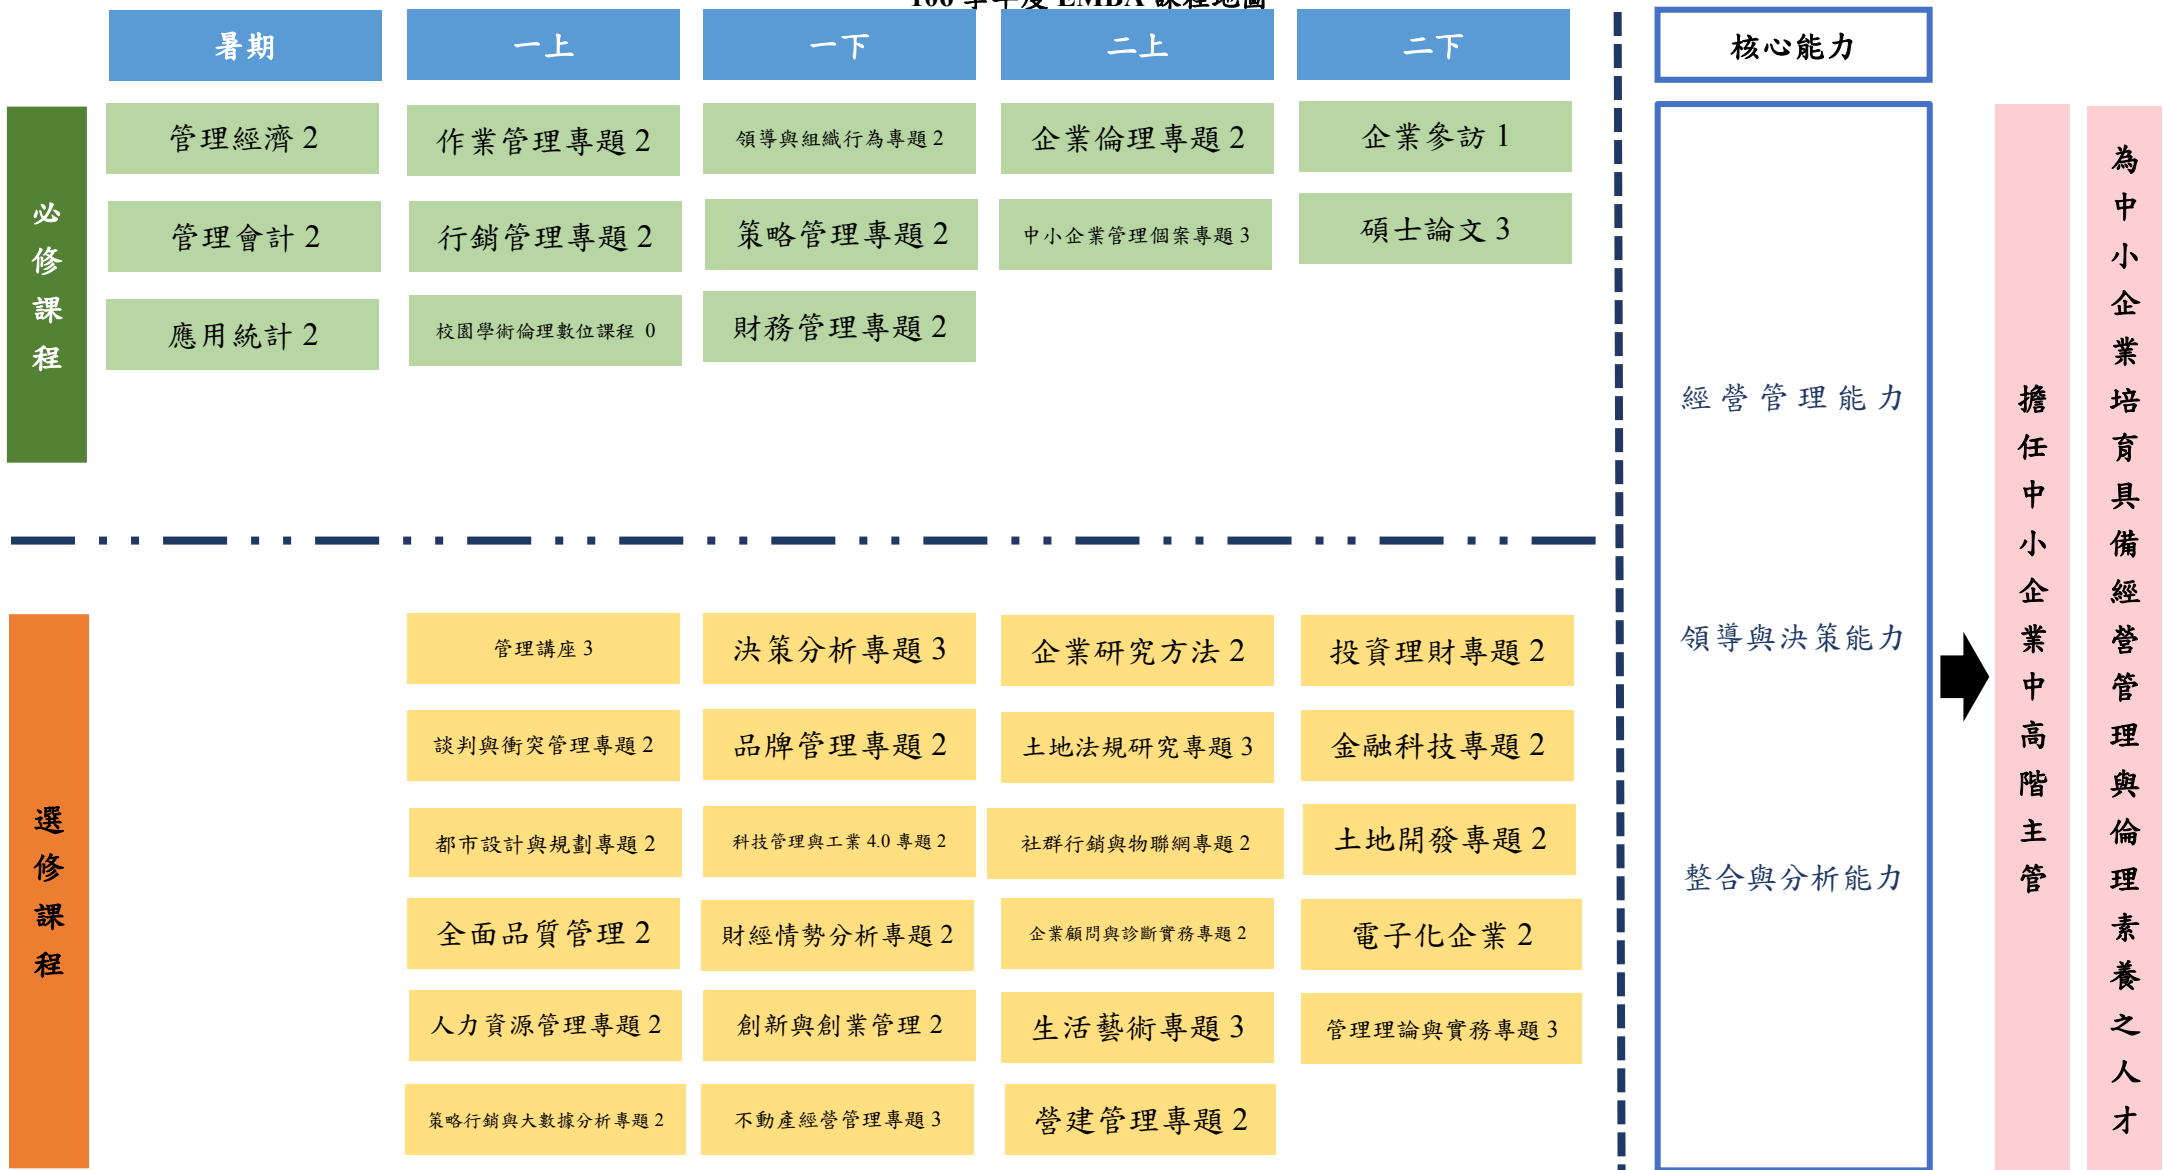 106 學年度 EMBA 課程地圖
暑期
一上
一下
二上
二下
核心能力
必修課程
管理經濟 2
作業管理專題 2
領導與組織行為專題 2
企業倫理專題 2
企業參訪 1
管理會計 2
行銷管理專題 2
策略管理專題 2
中小企業管理個案專題 3
碩士論文 3
應用統計 2
校園學術倫理數位課程 0
財務管理專題 2
選修課程
管理講座 3
決策分析專題 3
企業研究方法 2
投資理財專題 2
談判與衝突管理專題 2
品牌管理專題 2
土地法規研究專題 3
金融科技專題 2
都市設計與規劃專題 2
科技管理與工業 4.0 專題 2
社群行銷與物聯網專題 2
土地開發專題 2
全面品質管理 2
財經情勢分析專題 2
企業顧問與診斷實務專題 2
電子化企業 2
人力資源管理專題 2
創新與創業管理 2
生活藝術專題 3
管理理論與實務專題 3
策略行銷與大數據分析專題 2
不動產經營管理專題 3
營建管理專題 2
經營管理能力
領導與決策能力
整合與分析能力
擔任中小企業中高階主管
為中小企業培育具備經營管理與倫理素養之人才